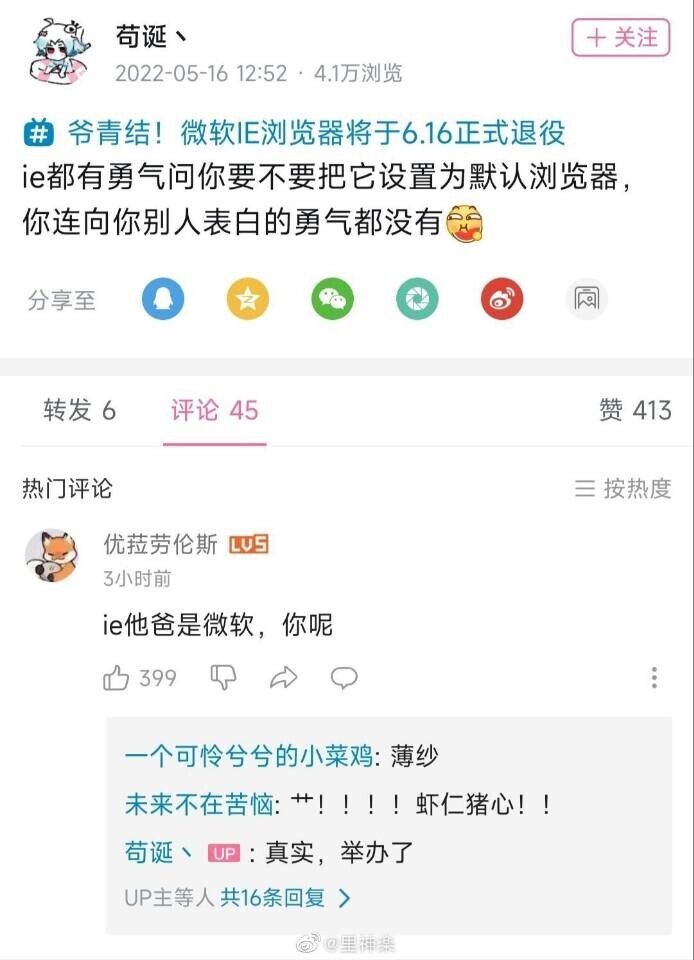 苟诞丶
+ 关注
2022-05-16 12:52 · 4.1万浏览
# 爷青结！微软IE浏览器将于6.16正式退役
ie都有勇气问你要不要把它设置为默认浏览器，
你连向你别人表白的勇气都没有
分享至
转发 6
评论 45
赞 413
热门评论
按热度
优菈劳伦斯 LV5
3小时前
ie他爸是微软，你呢
399
一个可怜兮兮的小菜鸡: 薄纱
未来不在苦恼: 艹！！！！虾仁猪心！！
苟诞丶 UP : 真实，举办了
UP主等人 共16条回复 >
@里神楽